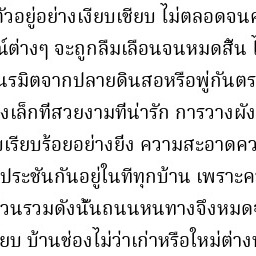 ตัวอยู่อย่างเงียบเชียบ ไม่ตลอดจน
น์ต่างๆ จะถูกลืมเลือนจนหมดสิ้น
นรมิตจากปลายดินสอหรือพู่กันตร
งเล็กที่สวยงามที่น่ารัก การวางผัง
มเรียบร้อยอย่างยิ่ง ความสะอาดคว
ประชันกันอยู่ในที่ทุกบ้าน เพราะค
วนรวมดังนั้นถนนหนทางจึงหมดจ
ยบ บ้านช่องไม่ว่าเก่าหรือใหม่ต่างบ